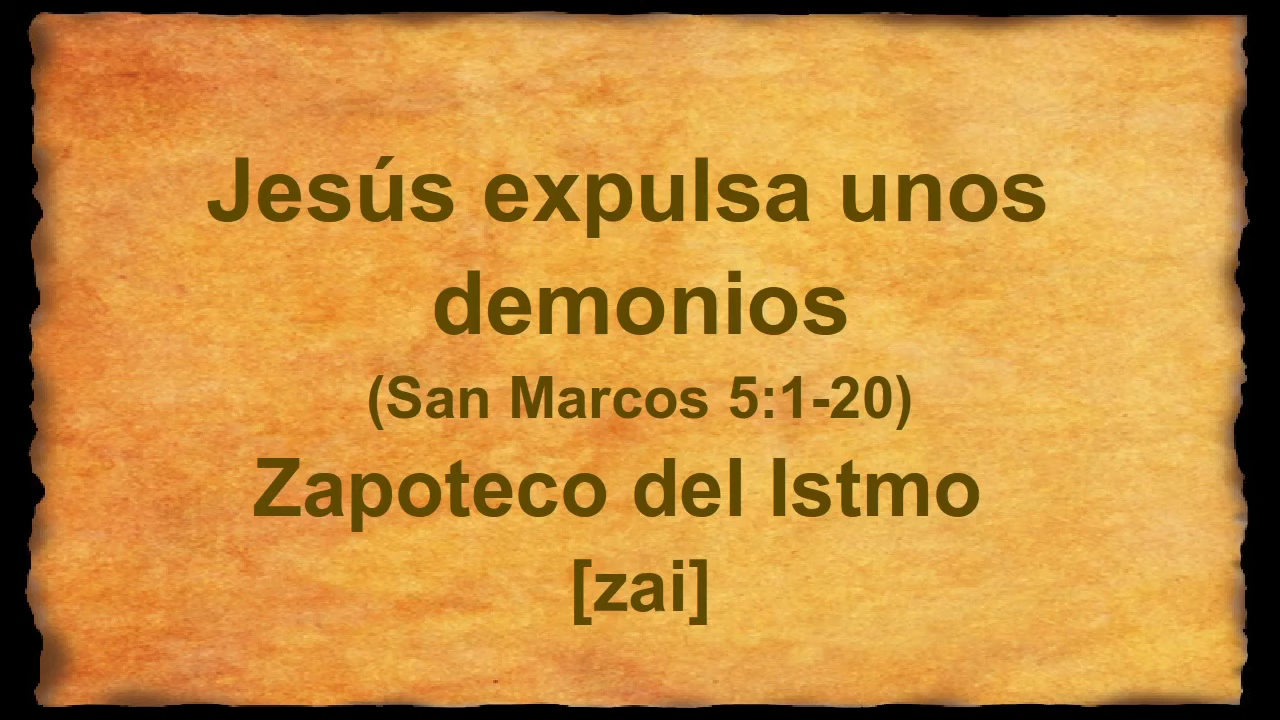 Jesús expulsa unos
demonios
(San Marcos 5:1-20)
Zapoteco del Istmo
[zai]